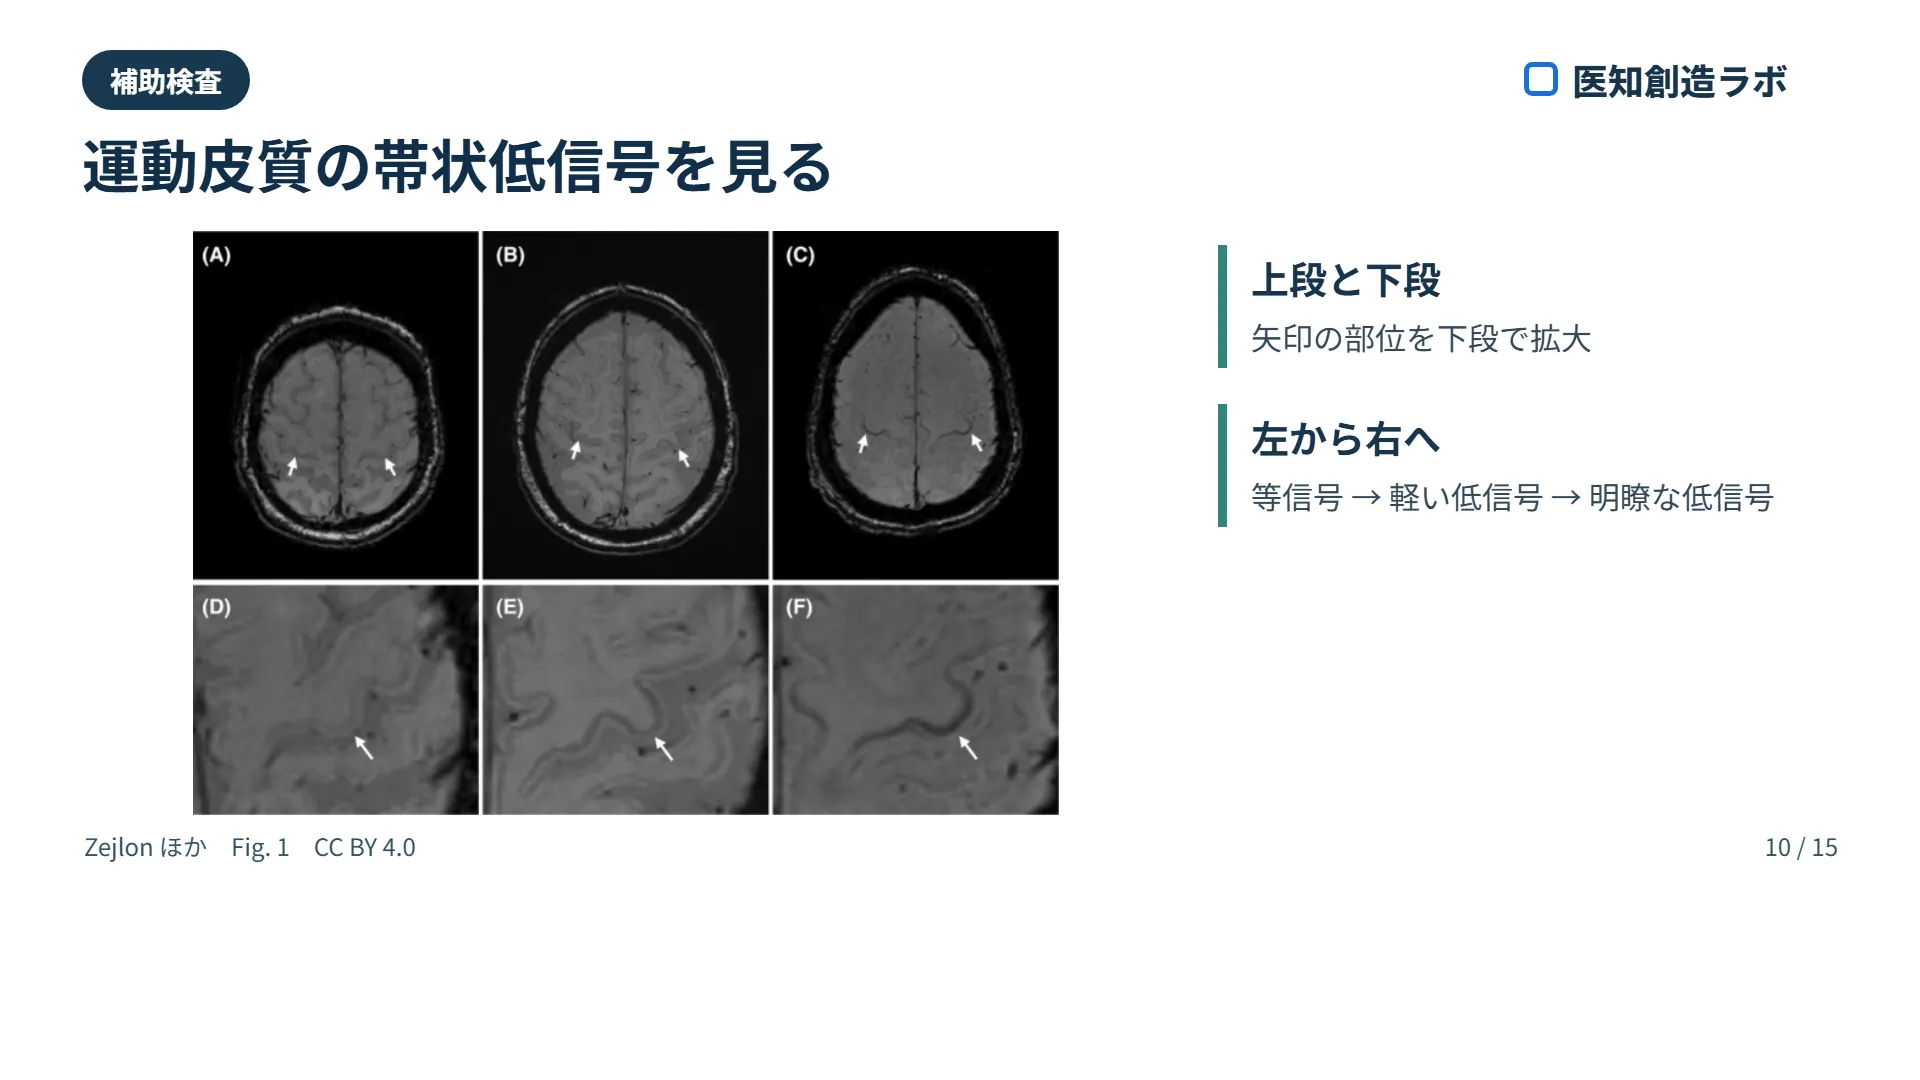 補助検査
医知創造ラボ
運動皮質の帯状低信号を見る
(A)
(B)
(C)
(D)
(E)
(F)
上段と下段
矢印の部位を下段で拡大
左から右へ
等信号 → 軽い低信号 → 明瞭な低信号
Zejlon ほか Fig. 1 CC BY 4.0
10 / 15